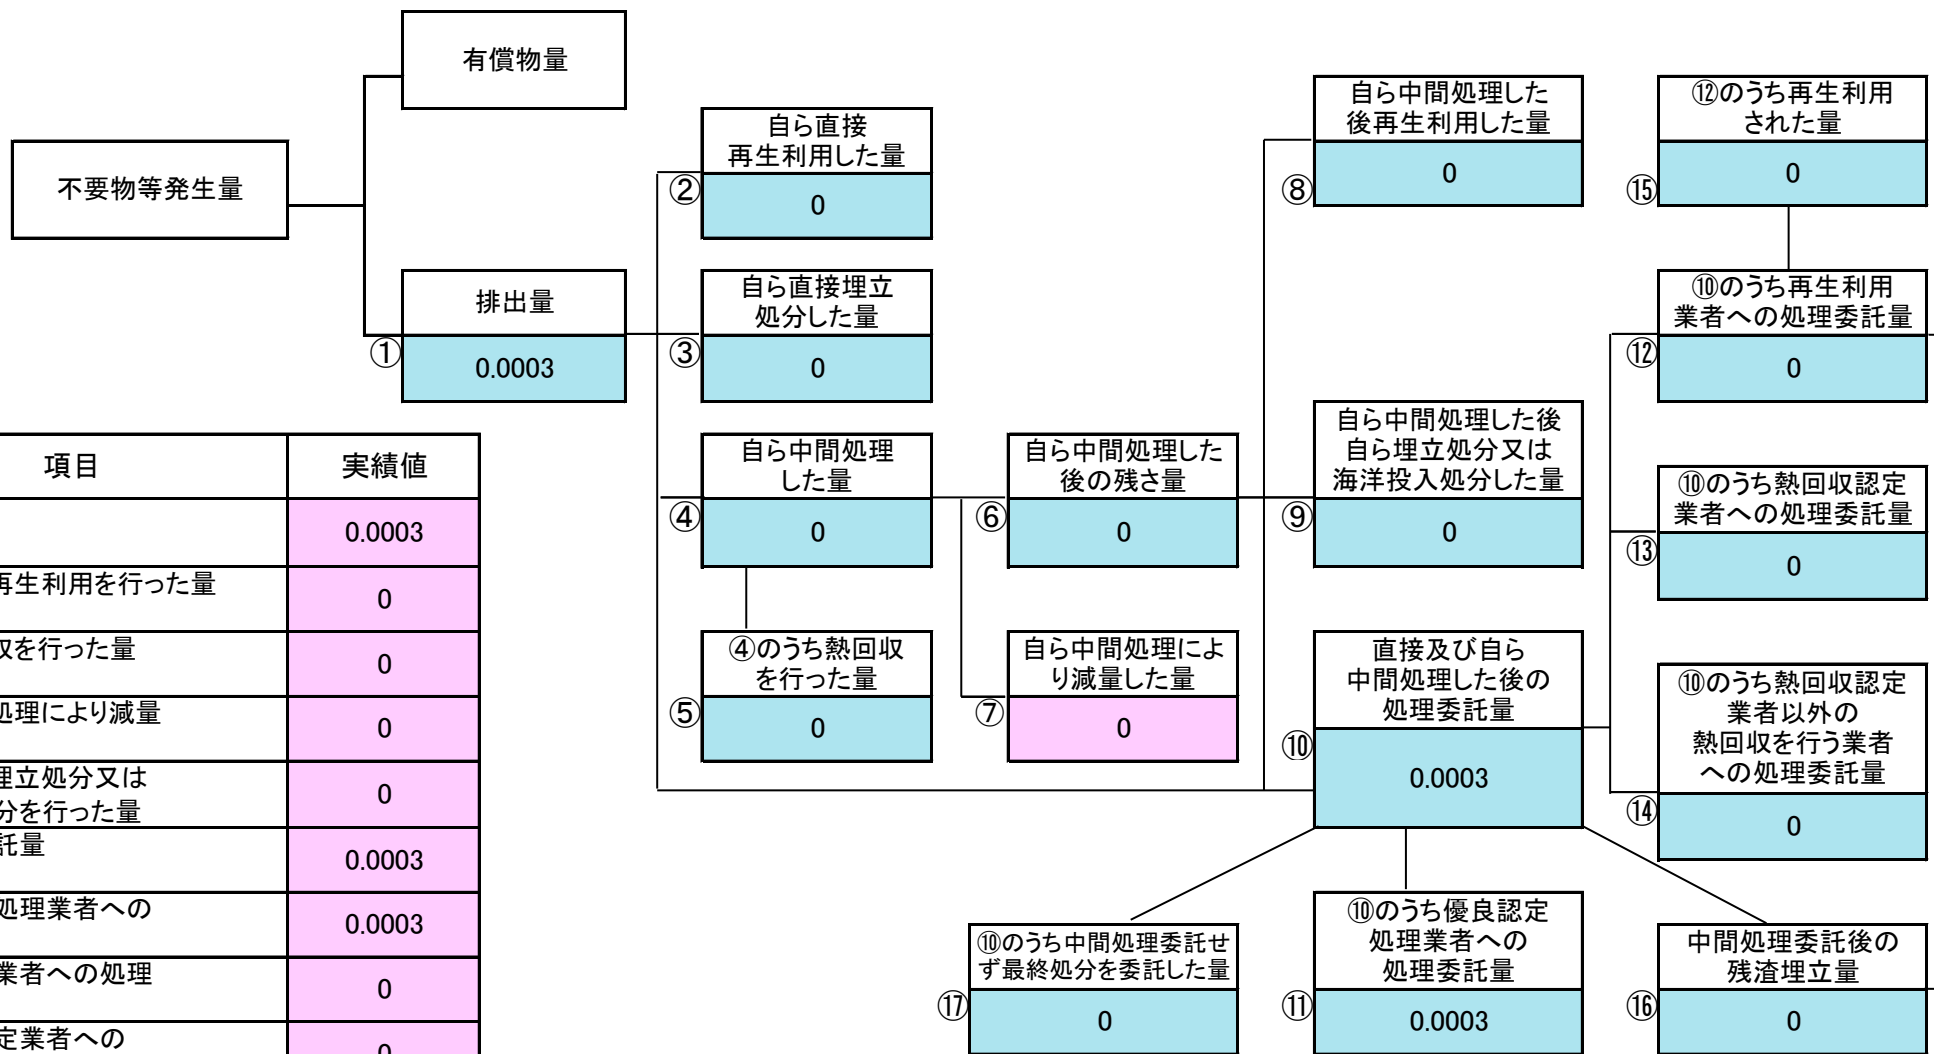 有償物量
不要物等発生量
排出量
①
0.0003
自ら直接
再生利用した量
②
0
自ら直接埋立
処分した量
③
0
自ら中間処理
した量
④
0
④のうち熱回収
を行った量
⑤
0
自ら中間処理した
後の残さ量
⑥
0
自ら中間処理によ
り減量した量
⑦
0
自ら中間処理した
後再生利用した量
⑧
0
自ら中間処理した後
自ら埋立処分又は
海洋投入処分した量
⑨
0
直接及び自ら
中間処理した後の
処理委託量
⑩
0.0003
⑩のうち優良認定
処理業者への
処理委託量
⑪
0.0003
⑫のうち再生利用
された量
⑮
0
⑩のうち再生利用
業者への処理委託量
⑫
0
⑩のうち熱回収認定
業者への処理委託量
⑬
0
⑩のうち熱回収認定
業者以外の
熱回収を行う業者
への処理委託量
⑭
0
中間処理委託後の
残渣埋立量
⑯
0
⑩のうち中間処理委託せ
ず最終処分を委託した量
⑰
0
項目 実績値
0.0003
再生利用を行った量
0
収を行った量
0
処理により減量
0
埋立処分又は
分を行った量
0
託量
0.0003
処理業者への
0.0003
業者への処理
0
定業者への
0